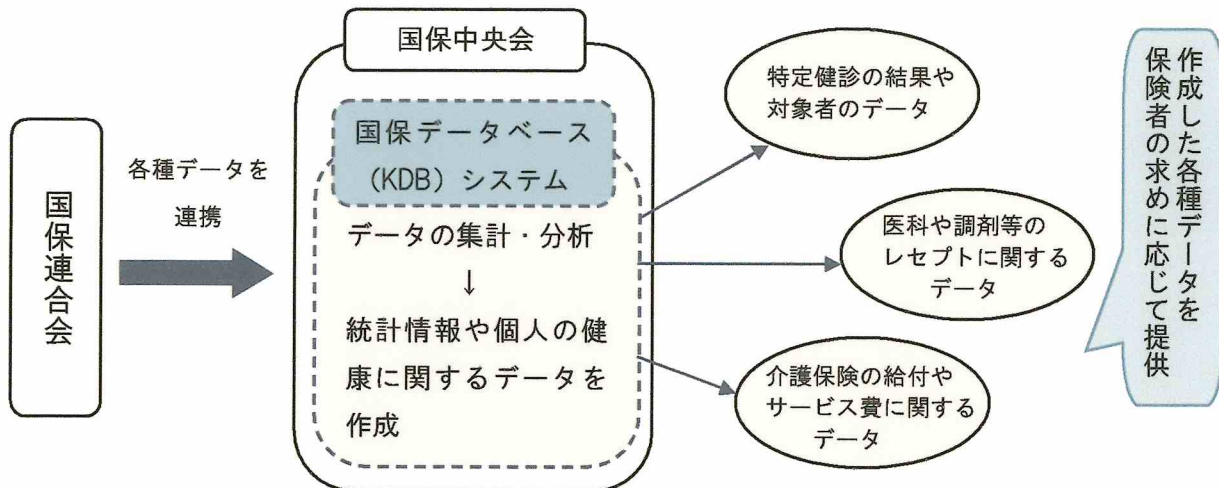 国保連合会
各種データを
連携
国保中央会
国保データベース
(KDB) システム
データの集計・分析
↓
統計情報や個人の健
康に関するデータを
作成
特定健診の結果や
対象者のデータ
医科や調剤等の
レセプトに関する
データ
介護保険の給付や
サービス費に関する
データ
作成した各種データを
保険者の求めに応じて提供